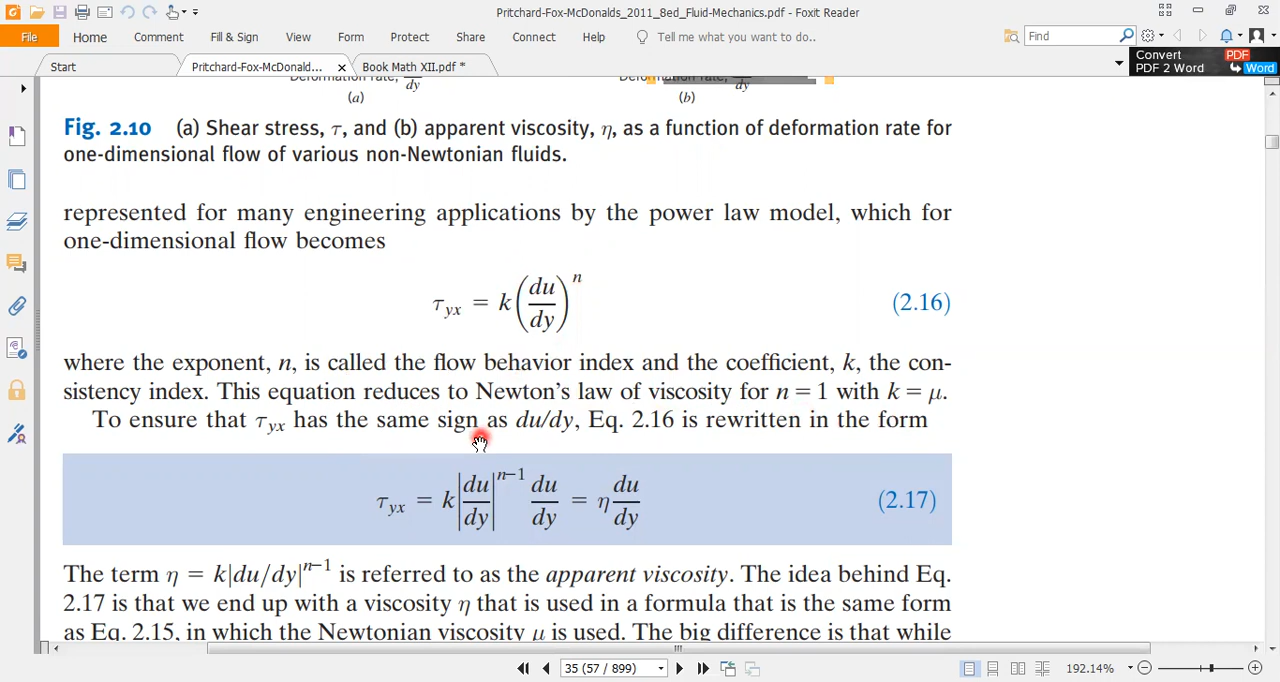 Pritchard-Fox-McDonalds_2011_8ed_Fluid-Mechanics.pdf - Foxit Reader
File Home Comment Fill & Sign View Form Protect Share Connect Help Tell me what you want to do.. Find
Convert PDF
PDF 2 Word Word
Start Pritchard-Fox-McDonald... Book Math XII.pdf *
Deformation rate, du/dy Deformation rate, du/dy
(a) (b)
Fig. 2.10 (a) Shear stress, τ, and (b) apparent viscosity, η, as a function of deformation rate for
one-dimensional flow of various non-Newtonian fluids.
represented for many engineering applications by the power law model, which for
one-dimensional flow becomes
τyx = k(du/dy)^n (2.16)
where the exponent, n, is called the flow behavior index and the coefficient, k, the con-
sistency index. This equation reduces to Newton's law of viscosity for n = 1 with k = μ.
To ensure that τyx has the same sign as du/dy, Eq. 2.16 is rewritten in the form
τyx = k|du/dy|^n−1 du/dy = η du/dy (2.17)
The term η = k|du/dy|^n−1 is referred to as the apparent viscosity. The idea behind Eq.
2.17 is that we end up with a viscosity η that is used in a formula that is the same form
as Eq. 2.15, in which the Newtonian viscosity μ is used. The big difference is that while
35 (57 / 899) 192.14%